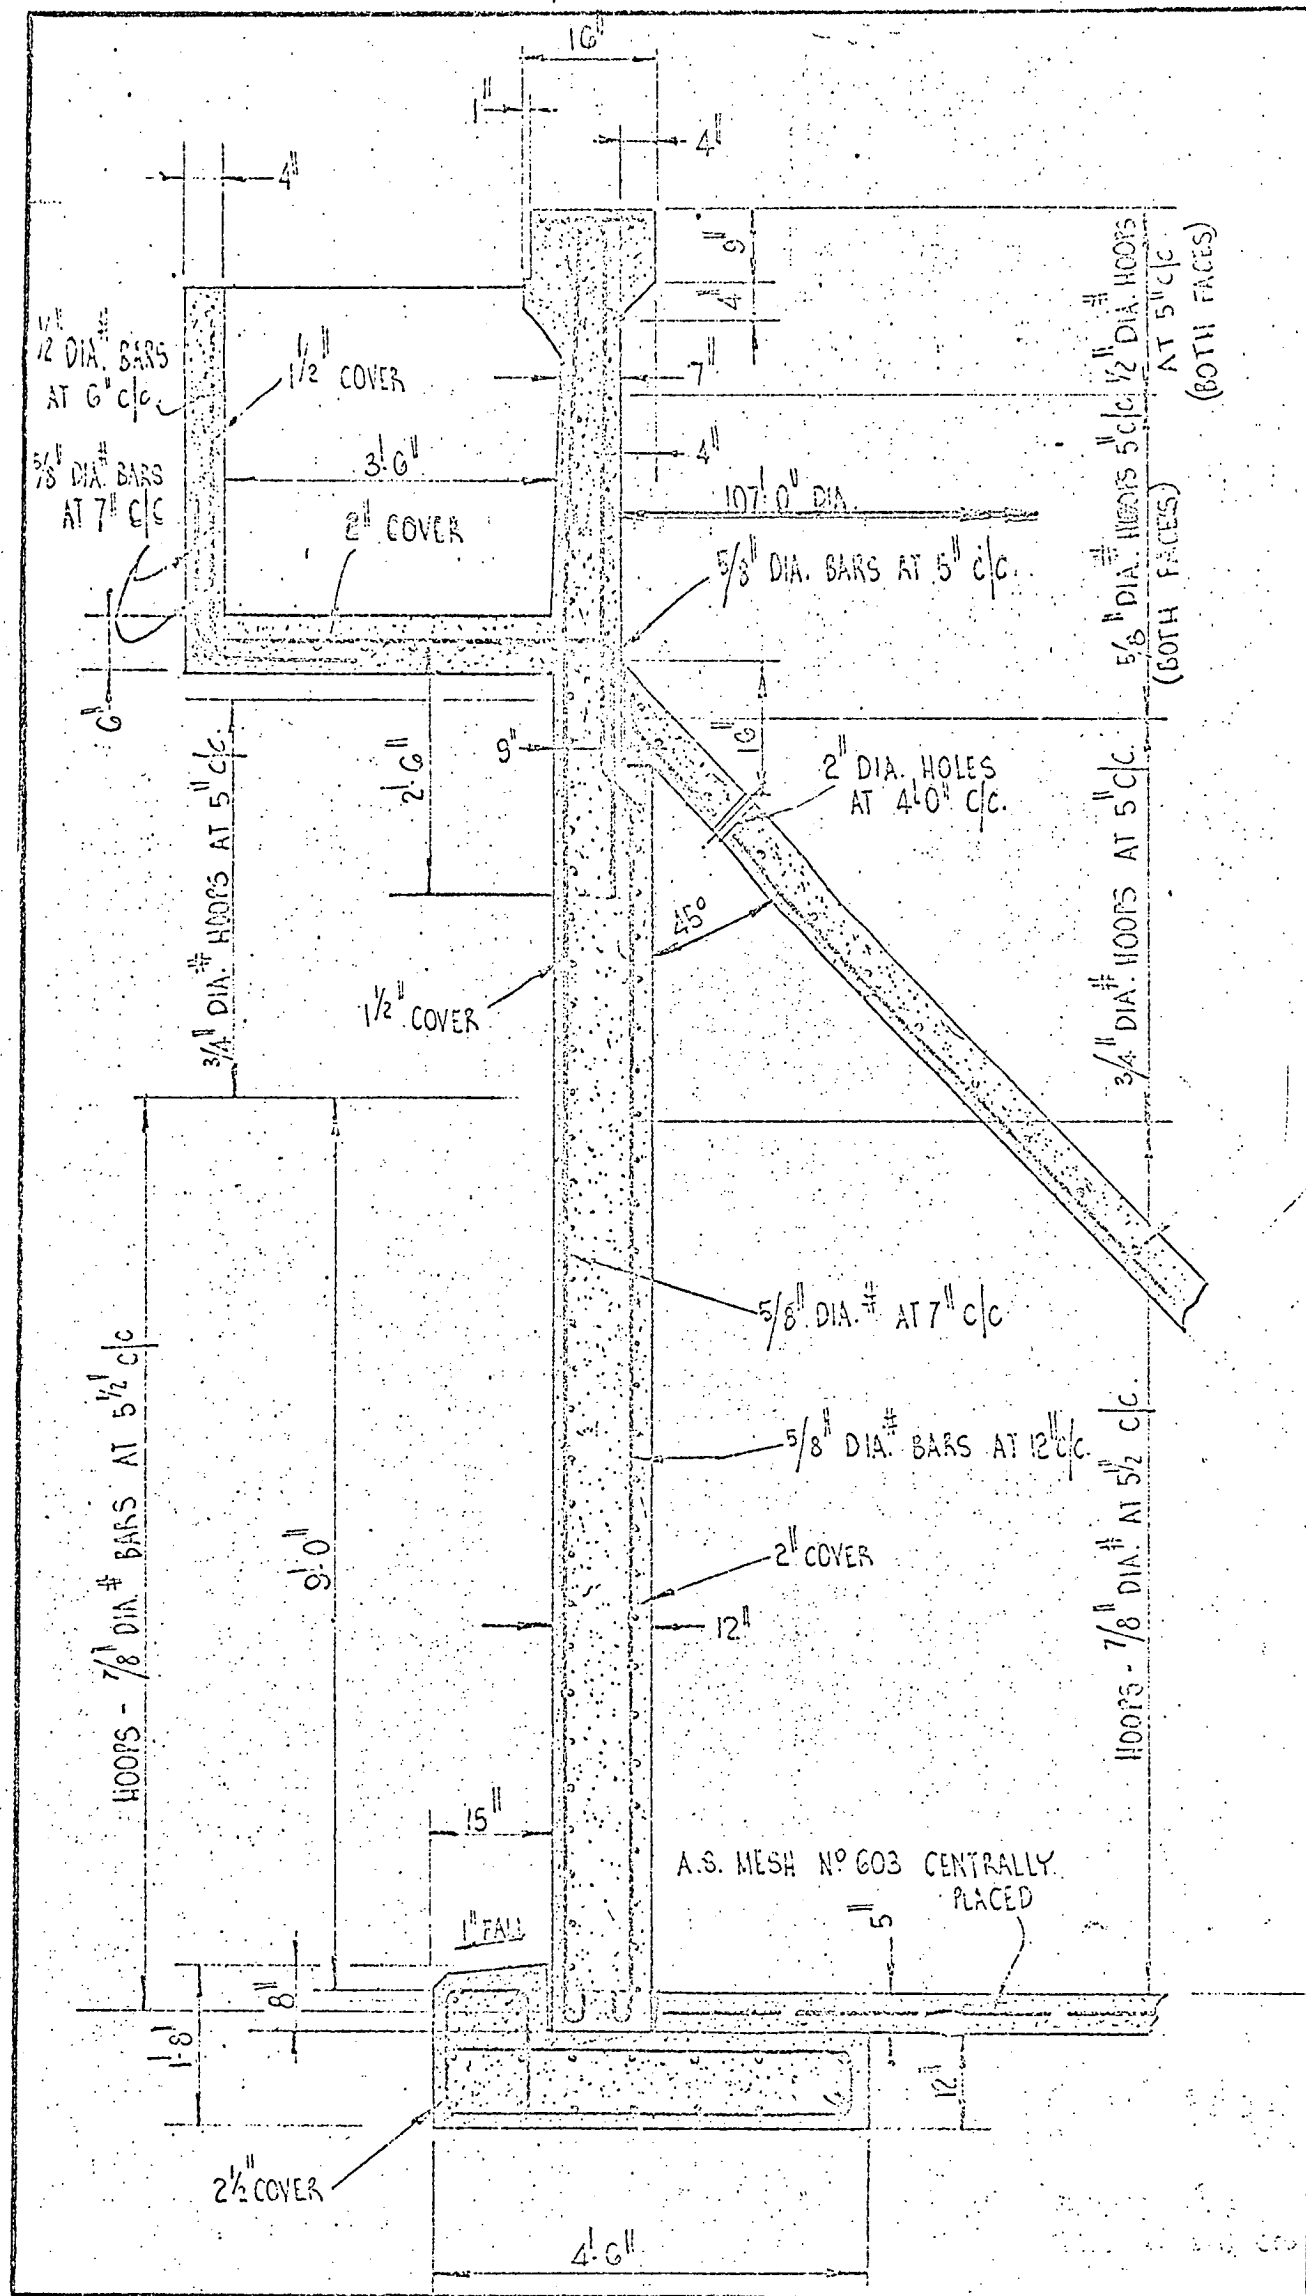 16"
1"
4"
4"
9"
4"
1/2" DIA.# BARS
AT 6" c/c
1 1/2" COVER
7"
1/2" DIA.# HOOPS
AT 5" c/c
(BOTH FACES)
5/8" DIA.# BARS
AT 7" c/c
3'-6"
4"
2" COVER
107'-0" DIA.
5/8" DIA. BARS AT 5" c/c.
5/8" DIA.# HOOPS 5" c/c
(BOTH FACES)
6"
2'-6"
9"
16"
2" DIA. HOLES
AT 4'-0" c/c.
3/4" DIA.# HOOPS AT 5" c/c.
45°
3/4" DIA.# HOOPS AT 5" c/c.
1 1/2" COVER
5/8" DIA.# AT 7" c/c
HOOPS - 7/8" DIA.# BARS AT 5 1/2" c/c
9'-0"
5/8" DIA.# BARS AT 12" c/c.
2" COVER
12"
HOOPS - 7/8" DIA.# AT 5 1/2" c/c.
15"
A.S. MESH Nº 603 CENTRALLY
PLACED
1" FALL
5"
8"
1'-8"
12"
2 1/2" COVER
4'-6"